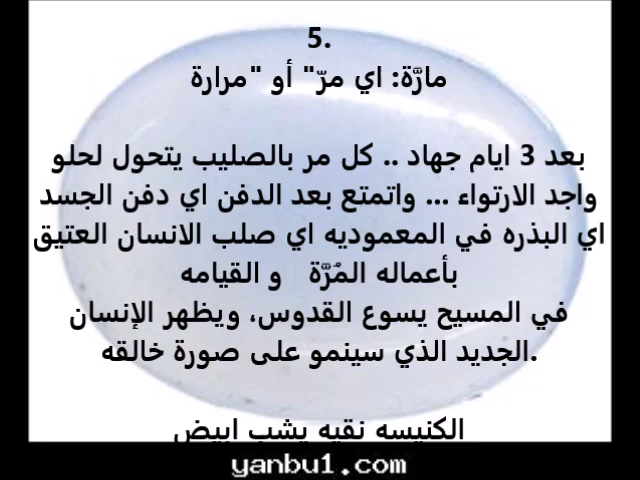 5.
مارَّة: اي مرّ" أو "مرارة
بعد 3 ايام جهاد .. كل مر بالصليب يتحول لحلو
واجد الارتواء ... واتمتع بعد الدفن اي دفن الجسد
اي البذره في المعموديه اي صلب الانسان العتيق
بأعماله المُرَّة و القيامه
في المسيح يسوع القدوس، ويظهر الإنسان
الجديد الذي سينمو على صورة خالقه.
الكنيسه نقيه يشب ابيض
yanbu1.com